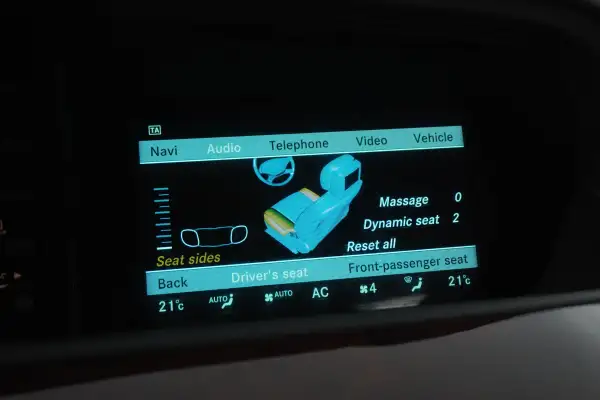 TA
Navi Audio Telephone Video Vehicle
Massage 0
Dynamic seat 2
Reset all
Seat sides
Back Driver's seat Front-passenger seat
21°C AUTO AUTO AC 4 21°C